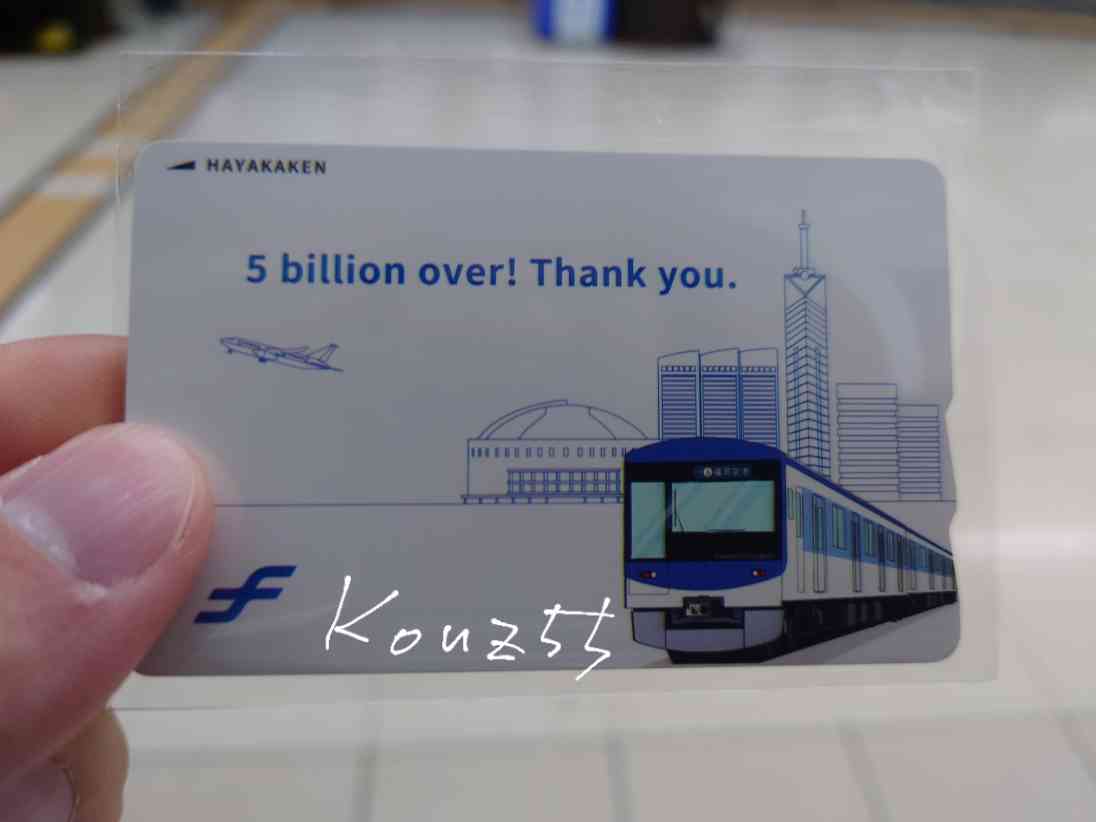 HAYAKAKEN
5 billion over! Thank you.
Kouz55